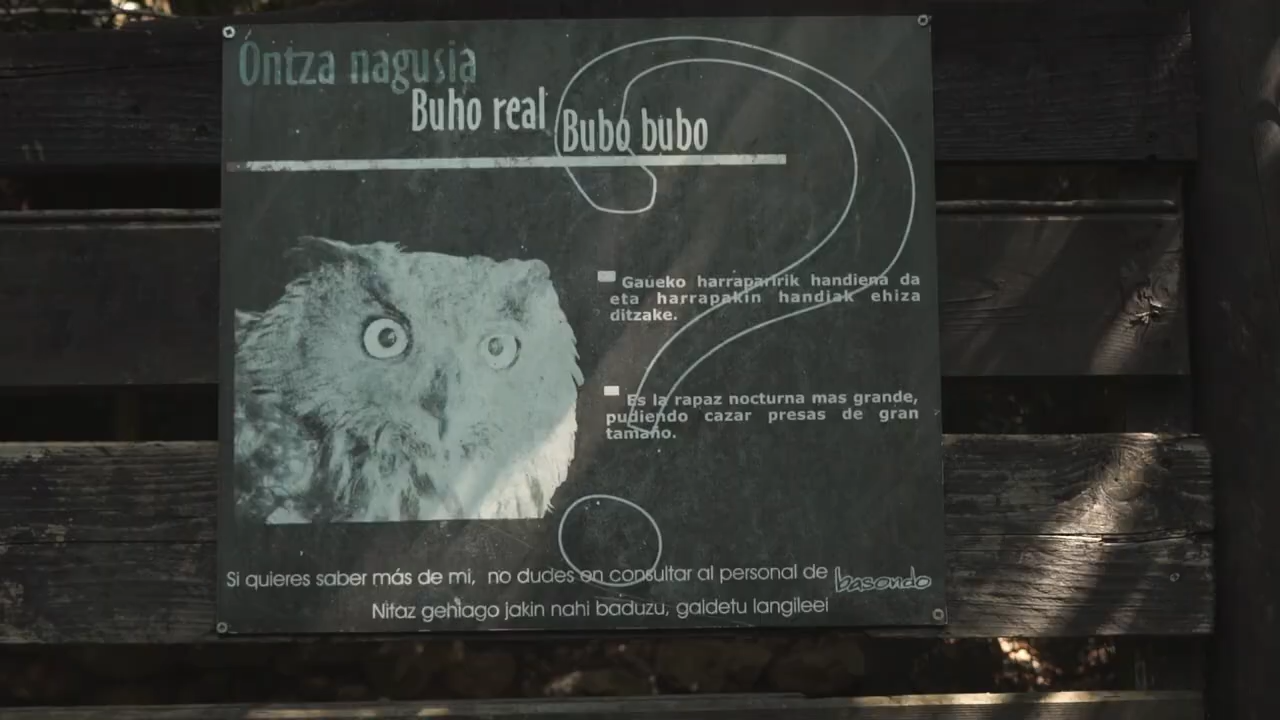 Ontza nagusia
Buho real
Bubo bubo
Gaueko harraparirik handiena da
eta harrapakin handiak ehiza
ditzake.
Es la rapaz nocturna mas grande,
pudiendo cazar presas de gran
tamaño.
Si quieres saber más de mi, no dudes en consultar al personal de basondo
Nitaz gehiago jakin nahi baduzu, galdetu langileei